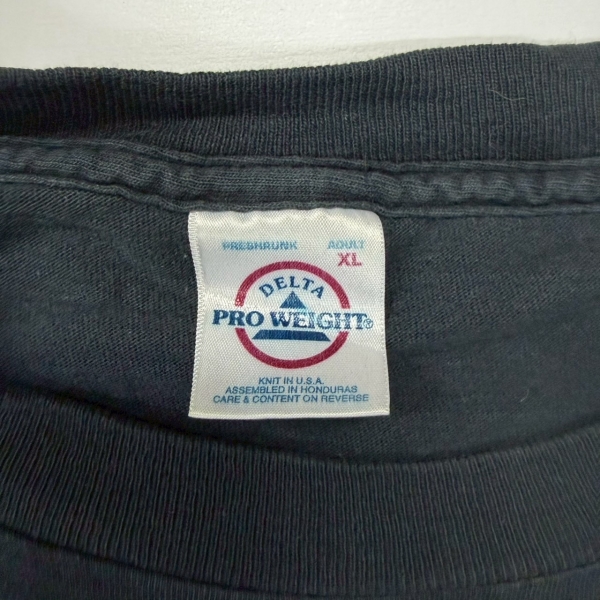 PRESHRUNK ADULT
XL
DELTA
PRO WEIGHT®
KNIT IN U.S.A.
ASSEMBLED IN HONDURAS
CARE & CONTENT ON REVERSE